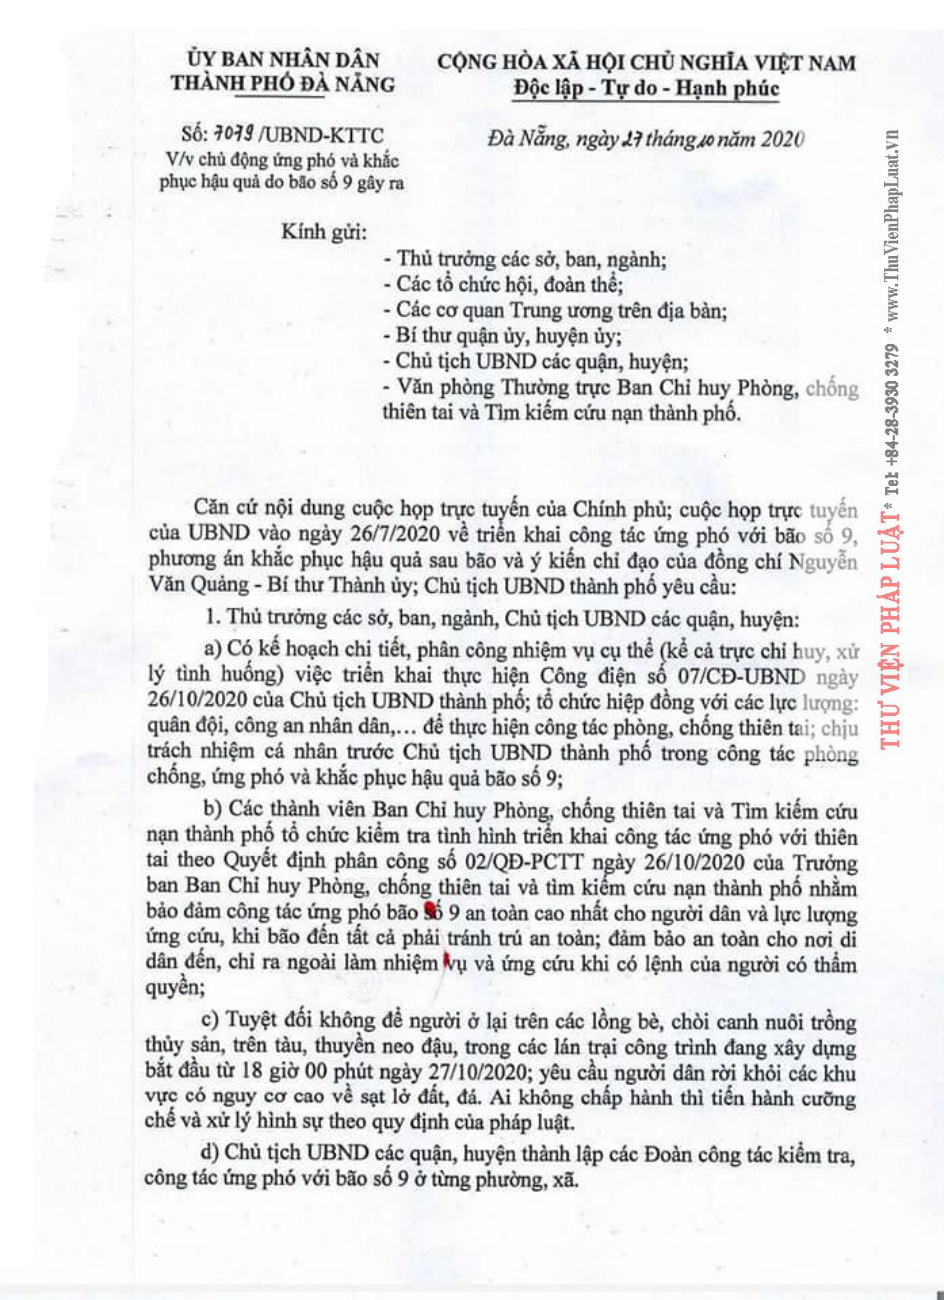 ỦY BAN NHÂN DÂN
THÀNH PHỐ ĐÀ NẴNG
CỘNG HÒA XÃ HỘI CHỦ NGHĨA VIỆT NAM
Độc lập - Tự do - Hạnh phúc
Số: 7079/UBND-KTTC
V/v chủ động ứng phó và khắc
phục hậu quả do bão số 9 gây ra
Đà Nẵng, ngày 27 tháng 10 năm 2020
Kính gửi:
- Thủ trưởng các sở, ban, ngành;
- Các tổ chức hội, đoàn thể;
- Các cơ quan Trung ương trên địa bàn;
- Bí thư quận ủy, huyện ủy;
- Chủ tịch UBND các quận, huyện;
- Văn phòng Thường trực Ban Chỉ huy Phòng, chống
thiên tai và Tìm kiếm cứu nạn thành phố.
Căn cứ nội dung cuộc họp trực tuyến của Chính phủ; cuộc họp trực tuyến
của UBND vào ngày 26/7/2020 về triển khai công tác ứng phó với bão số 9,
phương án khắc phục hậu quả sau bão và ý kiến chỉ đạo của đồng chí Nguyễn
Văn Quảng - Bí thư Thành ủy; Chủ tịch UBND thành phố yêu cầu:
1. Thủ trưởng các sở, ban, ngành, Chủ tịch UBND các quận, huyện:
a) Có kế hoạch chi tiết, phân công nhiệm vụ cụ thể (kể cả trực chỉ huy, xử
lý tình huống) việc triển khai thực hiện Công điện số 07/CĐ-UBND ngày
26/10/2020 của Chủ tịch UBND thành phố; tổ chức hiệp đồng với các lực lượng:
quân đội, công an nhân dân,... để thực hiện công tác phòng, chống thiên tai; chịu
trách nhiệm cá nhân trước Chủ tịch UBND thành phố trong công tác phòng
chống, ứng phó và khắc phục hậu quả bão số 9;
b) Các thành viên Ban Chỉ huy Phòng, chống thiên tai và Tìm kiếm cứu
nạn thành phố tổ chức kiểm tra tình hình triển khai công tác ứng phó với thiên
tai theo Quyết định phân công số 02/QĐ-PCTT ngày 26/10/2020 của Trưởng
ban Ban Chỉ huy Phòng, chống thiên tai và tìm kiếm cứu nạn thành phố nhằm
bảo đảm công tác ứng phó bão số 9 an toàn cao nhất cho người dân và lực lượng
ứng cứu, khi bão đến tất cả phải tránh trú an toàn; đảm bảo an toàn cho nơi di
dân đến, chỉ ra ngoài làm nhiệm vụ và ứng cứu khi có lệnh của người có thẩm
quyền;
c) Tuyệt đối không để người ở lại trên các lồng bè, chòi canh nuôi trồng
thủy sản, trên tàu, thuyền neo đậu, trong các lán trại công trình đang xây dựng
bắt đầu từ 18 giờ 00 phút ngày 27/10/2020; yêu cầu người dân rời khỏi các khu
vực có nguy cơ cao về sạt lở đất, đá. Ai không chấp hành thì tiến hành cưỡng
chế và xử lý hình sự theo quy định của pháp luật.
d) Chủ tịch UBND các quận, huyện thành lập các Đoàn công tác kiểm tra,
công tác ứng phó với bão số 9 ở từng phường, xã.
THƯ VIỆN PHÁP LUẬT * Tel: +84-28-3930 3279 * www.ThuVienPhapLuat.vn